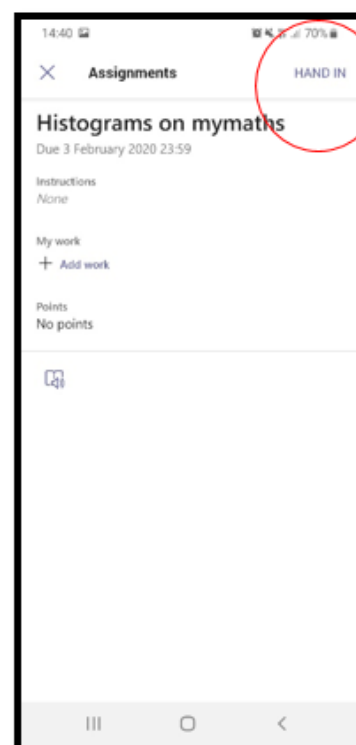 14:40 70%
Assignments HAND IN
Histograms on mymaths
Due 3 February 2020 23:59
Instructions
None
My work
+ Add work
Points
No points